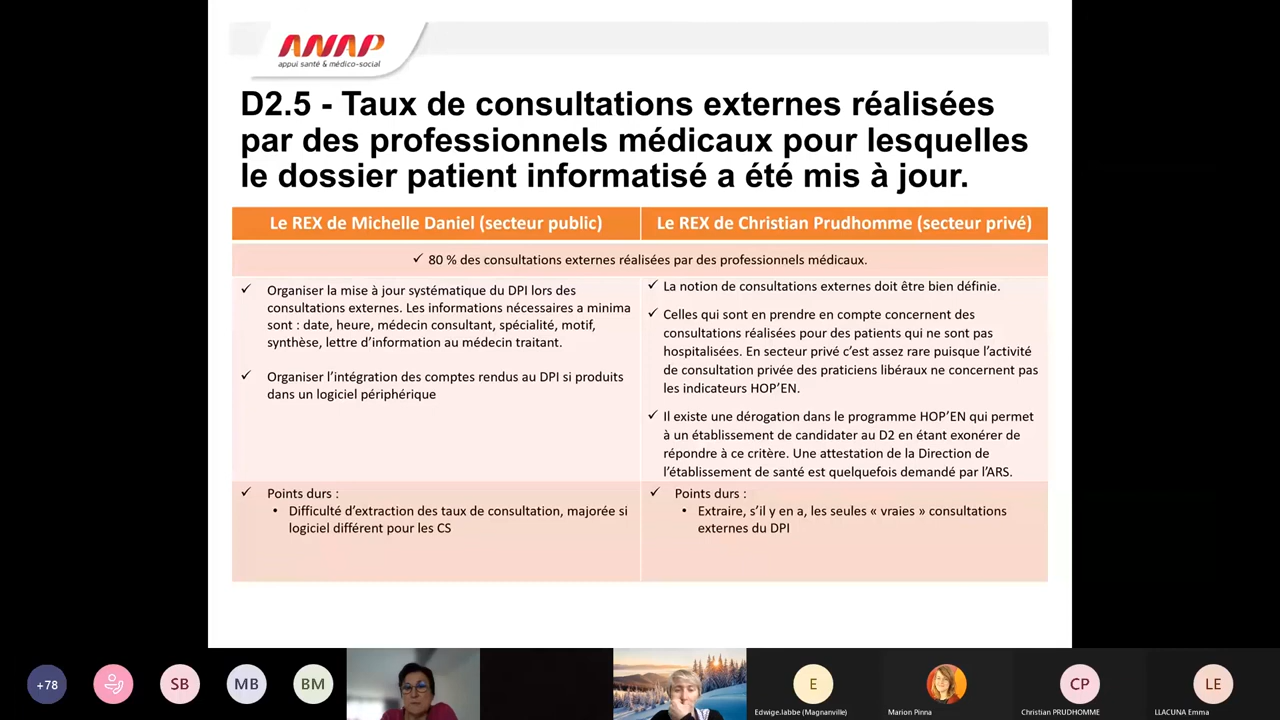 ANAP
appui santé & médico-social
D2.5 - Taux de consultations externes réalisées
par des professionnels médicaux pour lesquelles
le dossier patient informatisé a été mis à jour.
Le REX de Michelle Daniel (secteur public)
Le REX de Christian Prudhomme (secteur privé)
✓ 80 % des consultations externes réalisées par des professionnels médicaux.
✓ Organiser la mise à jour systématique du DPI lors des
consultations externes. Les informations nécessaires a minima
sont : date, heure, médecin consultant, spécialité, motif,
synthèse, lettre d'information au médecin traitant.
✓ Organiser l'intégration des comptes rendus au DPI si produits
dans un logiciel périphérique
✓ La notion de consultations externes doit être bien définie.
✓ Celles qui sont en prendre en compte concernent des
consultations réalisées pour des patients qui ne sont pas
hospitalisées. En secteur privé c'est assez rare puisque l'activité
de consultation privée des praticiens libéraux ne concernent pas
les indicateurs HOP'EN.
✓ Il existe une dérogation dans le programme HOP'EN qui permet
à un établissement de candidater au D2 en étant exonérer de
répondre à ce critère. Une attestation de la Direction de
l'établissement de santé est quelquefois demandé par l'ARS.
✓ Points durs :
• Difficulté d'extraction des taux de consultation, majorée si
logiciel différent pour les CS
✓ Points durs :
• Extraire, s'il y en a, les seules « vraies » consultations
externes du DPI
+78
SB
MB
BM
E
CP
LE
Edwige.labbe (Magnanville)
Marion Pinna
Christian PRUDHOMME
LLACUNA Emma